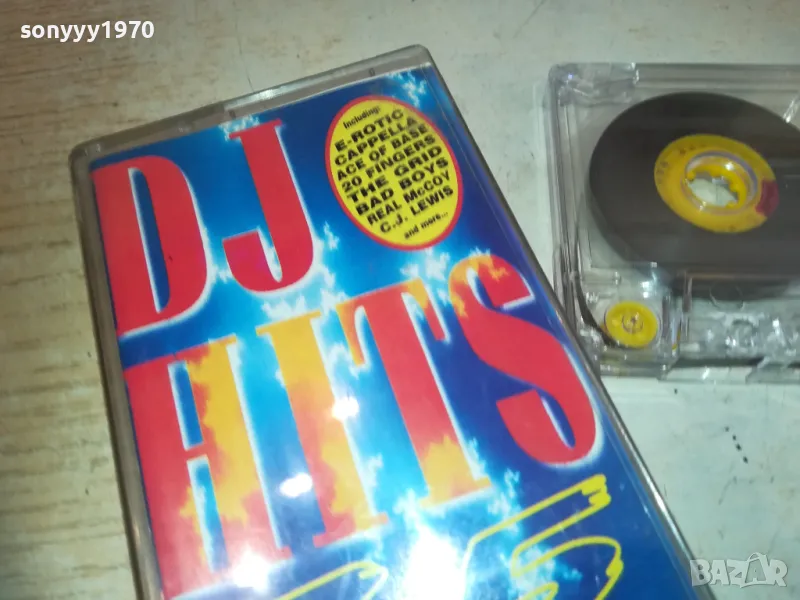 sonyyy1970
DJ
HITS
Including:
E-ROTIC
CAPPELLA
ACE OF BASE
20 FINGERS
THE GRID
BAD BOYS
REAL McCOY
C.J. LEWIS
and more...
BAZAR